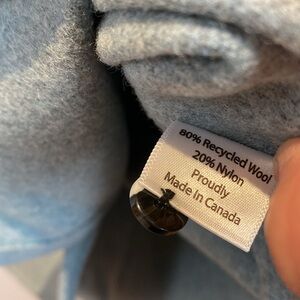 80% Recycled Wool
20% Nylon
Proudly
Made In Canada